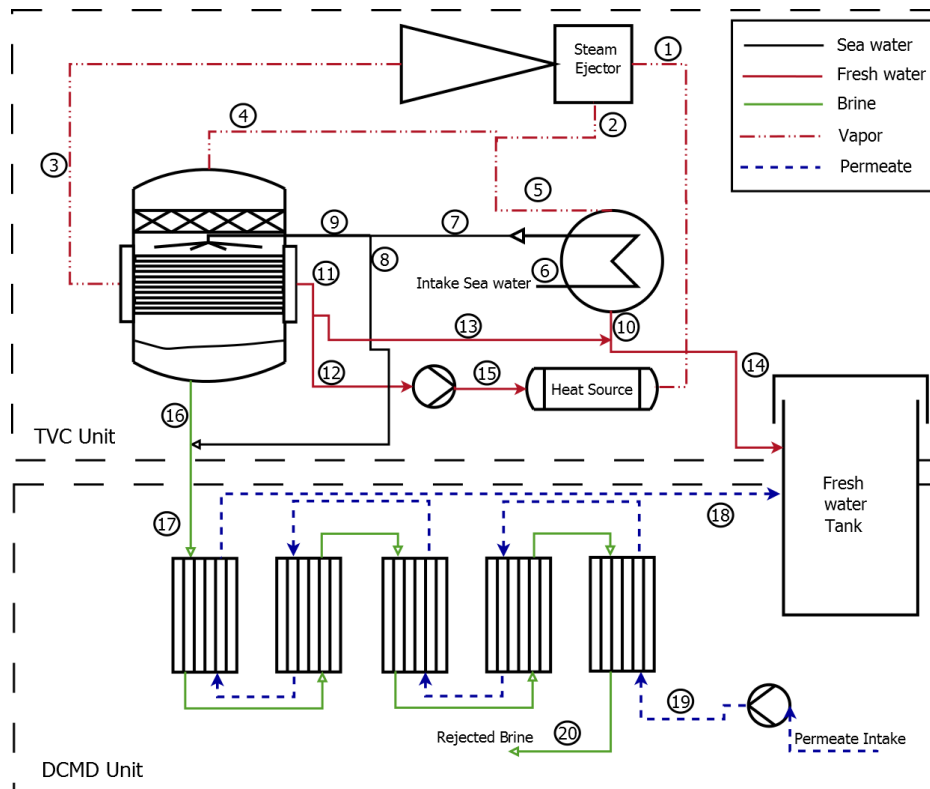 Steam
Ejector
1
2
3
4
5
6
7
8
9
Intake Sea water
10
11
12
13
14
15
Heat Source
16
TVC Unit
Sea water
Fresh water
Brine
Vapor
Permeate
17
18
Fresh
water
Tank
19
20
Rejected Brine
Permeate Intake
DCMD Unit